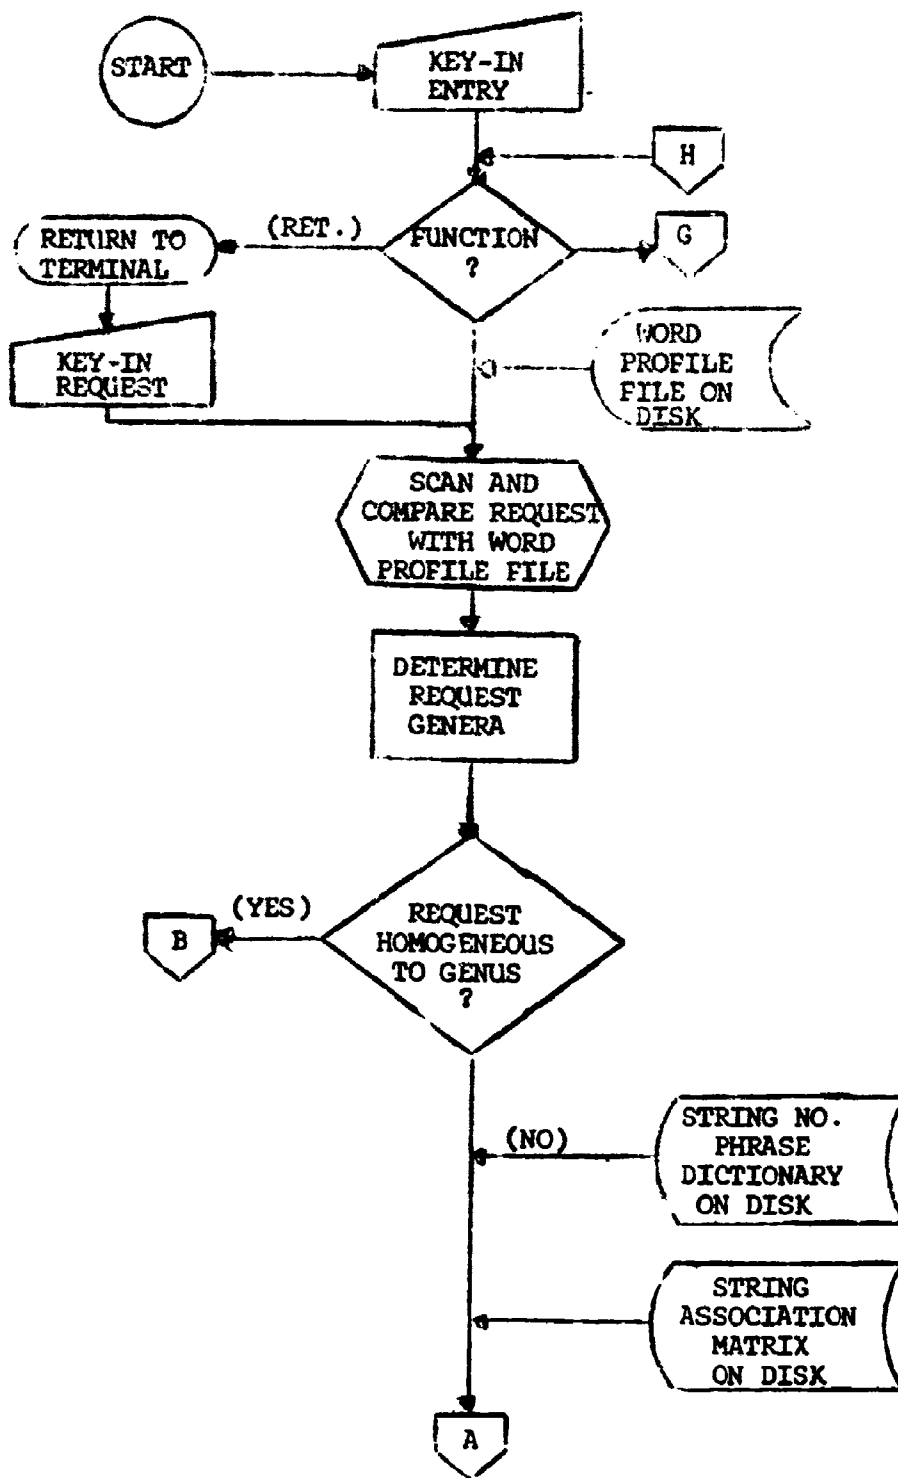 START
KEY-IN
ENTRY
H
(RET.)
FUNCTION
?
G
RETURN TO
TERMINAL
KEY-IN
REQUEST
WORD
PROFILE
FILE ON
DISK
SCAN AND
COMPARE REQUEST
WITH WORD
PROFILE FILE
DETERMINE
REQUEST
GENERA
(YES)
B
REQUEST
HOMOGENEOUS
TO GENUS
?
(NO)
STRING NO.
PHRASE
DICTIONARY
ON DISK
STRING
ASSOCIATION
MATRIX
ON DISK
A